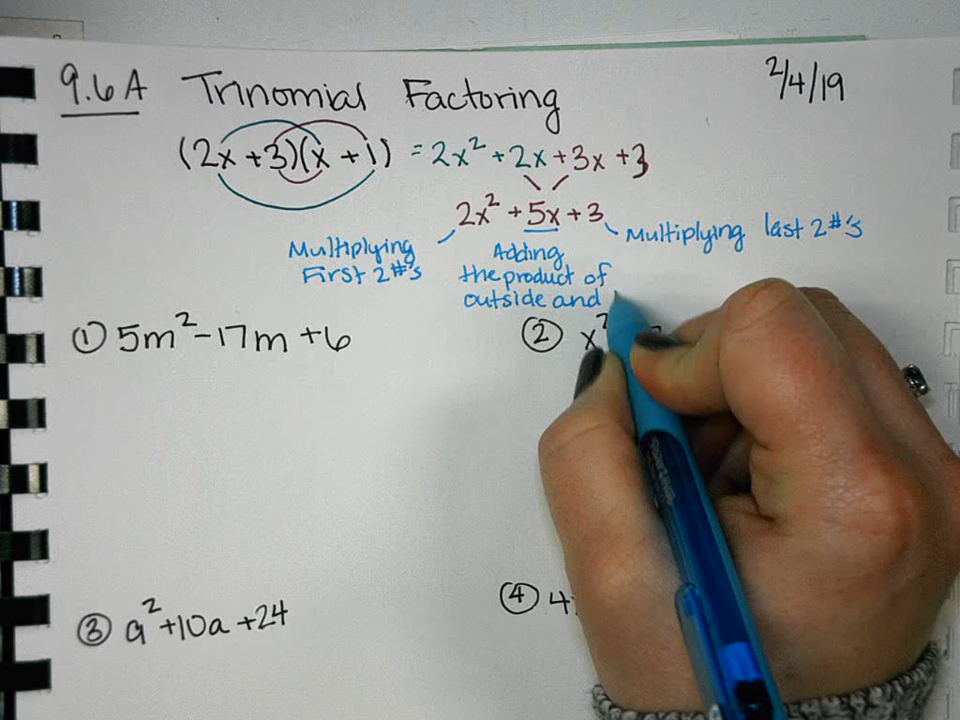 9.6A Trinomial Factoring 2/4/19
(2x +3)(x +1) = 2x² +2x +3x +3
2x² + 5x + 3
Multiplying First 2 #'s
Adding the product of outside and
Multiplying last 2 #'s
① 5m² -17m +6
② x²
③ a² +10a +24
④ 4